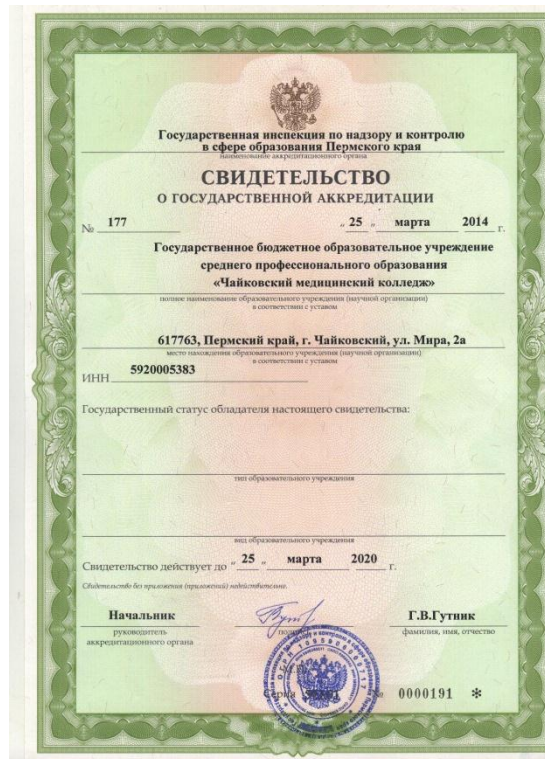 Государственная инспекция по надзору и контролю
в сфере образования Пермского края
наименование аккредитационного органа
СВИДЕТЕЛЬСТВО
О ГОСУДАРСТВЕННОЙ АККРЕДИТАЦИИ
№ 177 " 25 " марта 2014 г.
Государственное бюджетное образовательное учреждение
среднего профессионального образования
«Чайковский медицинский колледж»
полное наименование образовательного учреждения (научной организации)
в соответствии с уставом
617763, Пермский край, г. Чайковский, ул. Мира, 2а
место нахождения образовательного учреждения (научной организации)
в соответствии с уставом
ИНН 5920005383
Государственный статус обладателя настоящего свидетельства:
тип образовательного учреждения
вид образовательного учреждения
Свидетельство действует до " 25 " марта 2020 г.
Свидетельство без приложения (приложений) недействительно.
Начальник Г.В.Гутник
руководитель
аккредитационного органа
подпись
фамилия, имя, отчество
Серия № 0000191 *